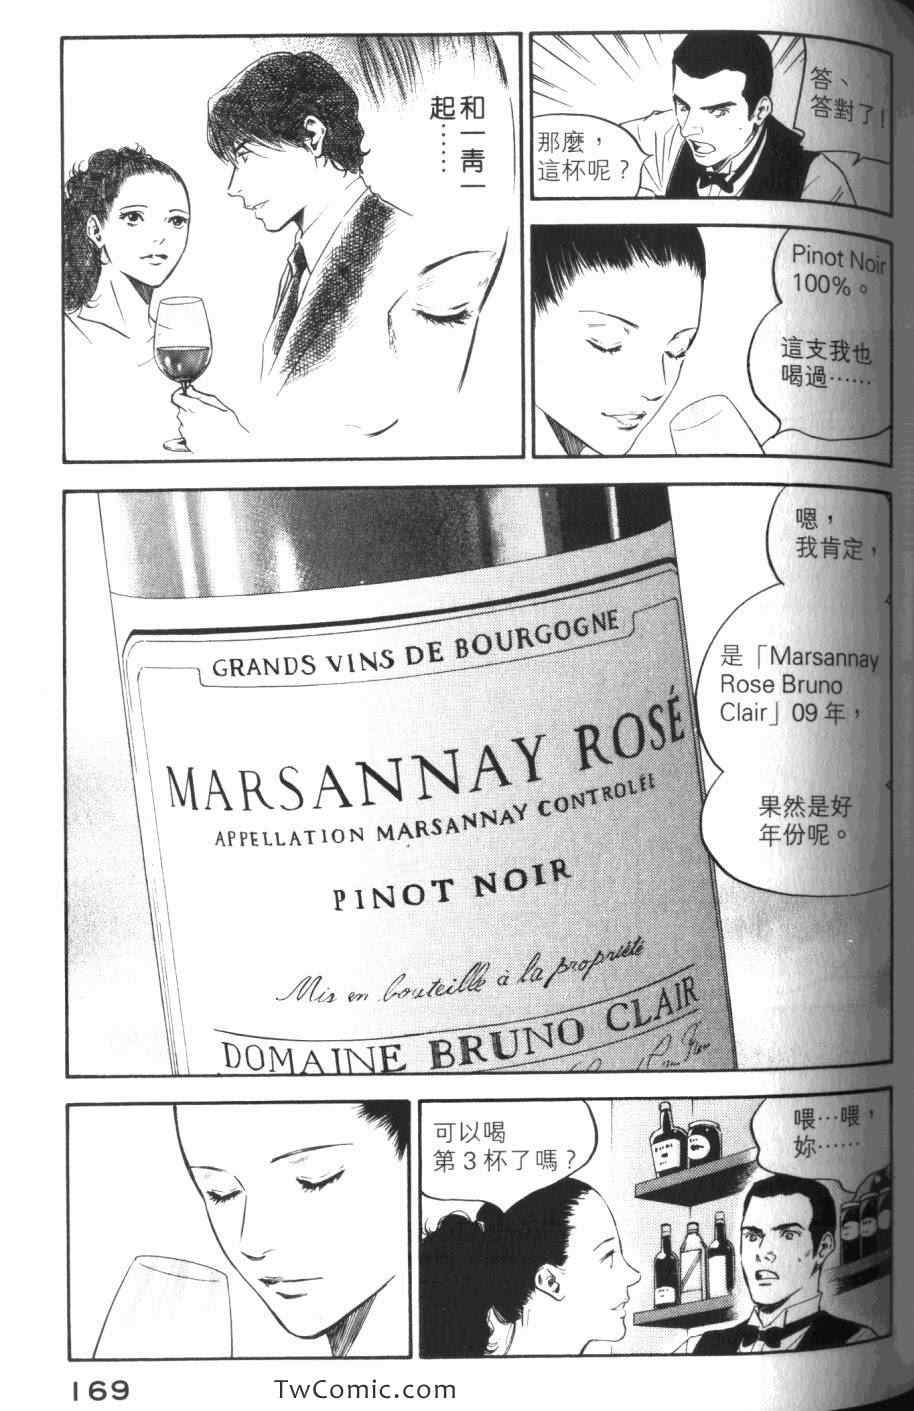 答、
答對了！
那麼，
這杯呢？
Pinot Noir
100%。
這支我也
喝過……
和一青一
起……
嗯，
我肯定，
是「Marsannay
Rose Bruno
Clair」09年，
果然是好
年份呢。
GRANDS VINS DE BOURGOGNE
MARSANNAY ROSÉ
APPELLATION MARSANNAY CONTROLÉE
PINOT NOIR
Mis en bouteille à la propriété
DOMAINE BRUNO CLAIR
喂…喂，
妳……
可以喝
第3杯了嗎？
169
TwComic.com